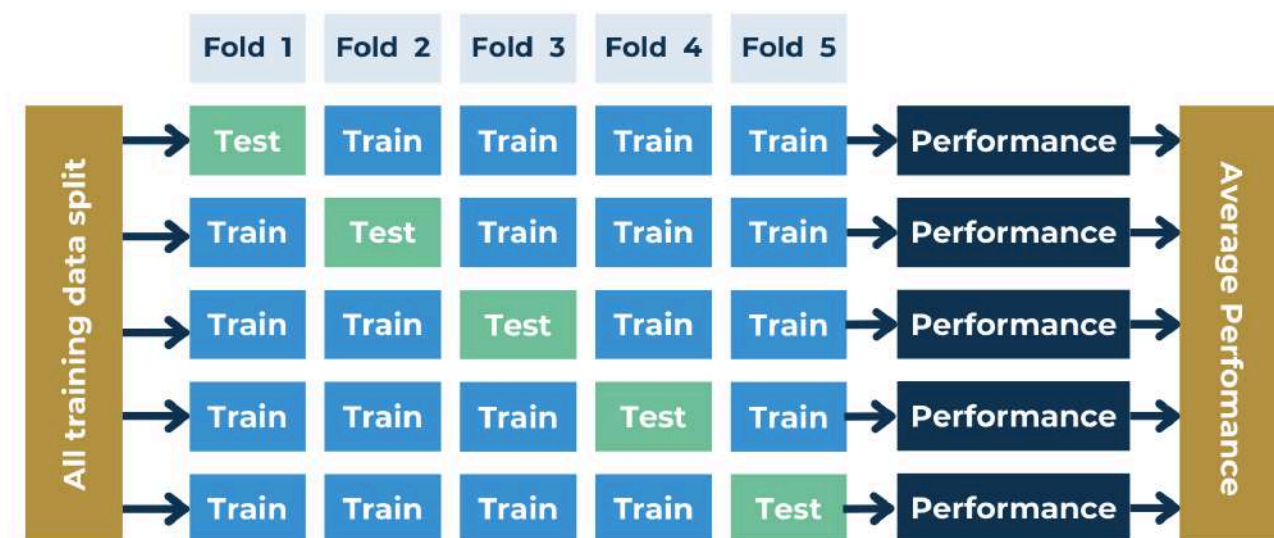 Fold 1 Fold 2 Fold 3 Fold 4 Fold 5
All training data split
Test Train Train Train Train Performance
Train Test Train Train Train Performance
Train Train Test Train Train Performance
Train Train Train Test Train Performance
Train Train Train Train Test Performance
Average Perfomance